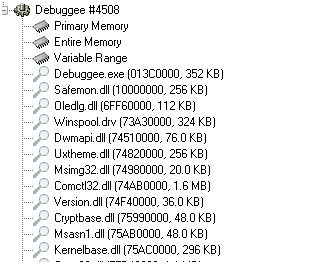 Debuggee #4508
Primary Memory
Entire Memory
Variable Range
Debuggee.exe (013C0000, 352 KB)
Safemon.dll (10000000, 256 KB)
Oledlg.dll (6FF60000, 112 KB)
Winspool.drv (73A30000, 324 KB)
Dwmapi.dll (74510000, 76.0 KB)
Uxtheme.dll (74820000, 256 KB)
Msimg32.dll (74980000, 20.0 KB)
Comctl32.dll (74AB0000, 1.6 MB)
Version.dll (74F40000, 36.0 KB)
Cryptbase.dll (75990000, 48.0 KB)
Msasn1.dll (75AB0000, 48.0 KB)
Kernelbase.dll (75AC0000, 296 KB)